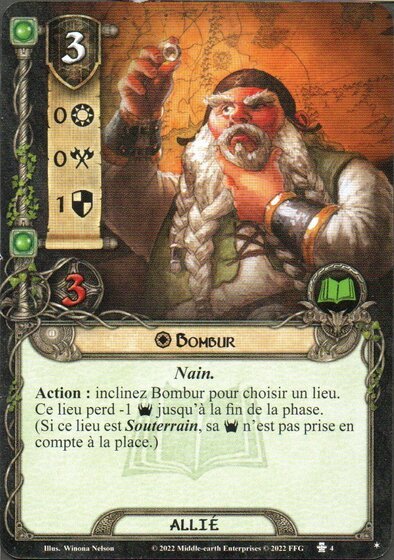 3
0
0
1
3
Bombur
Nain.
Action : inclinez Bombur pour choisir un lieu.
Ce lieu perd -1 jusqu'à la fin de la phase.
(Si ce lieu est Souterrain, sa n'est pas prise en
compte à la place.)
ALLIÉ
Illus. Winona Nelson © 2022 Middle-earth Enterprises © 2022 FFG 4